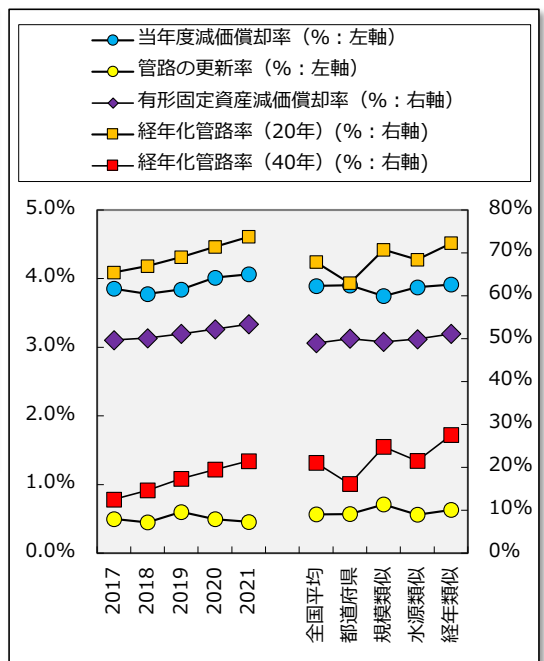 当年度減価償却率（%：左軸）
管路の更新率（%：左軸）
有形固定資産減価償却率（%：右軸）
経年化管路率（20年）(%：右軸)
経年化管路率（40年）(%：右軸)
5.0%
4.0%
3.0%
2.0%
1.0%
0.0%
80%
70%
60%
50%
40%
30%
20%
10%
0%
2017
2018
2019
2020
2021
全国平均
都道府県
規模類似
水源類似
経年類似